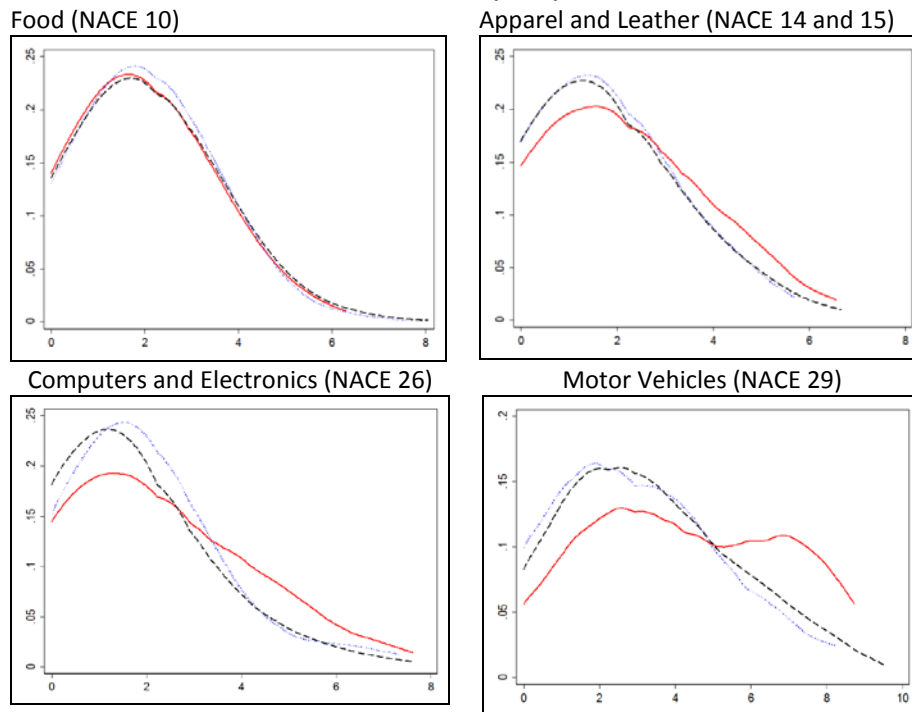 Food (NACE 10)
.25
.2
.15
.1
.05
0
0 2 4 6 8
Apparel and Leather (NACE 14 and 15)
.25
.2
.15
.1
.05
0
0 2 4 6 8
Computers and Electronics (NACE 26)
.25
.2
.15
.1
.05
0
0 2 4 6 8
Motor Vehicles (NACE 29)
.2
.15
.1
.05
0
0 2 4 6 8 10